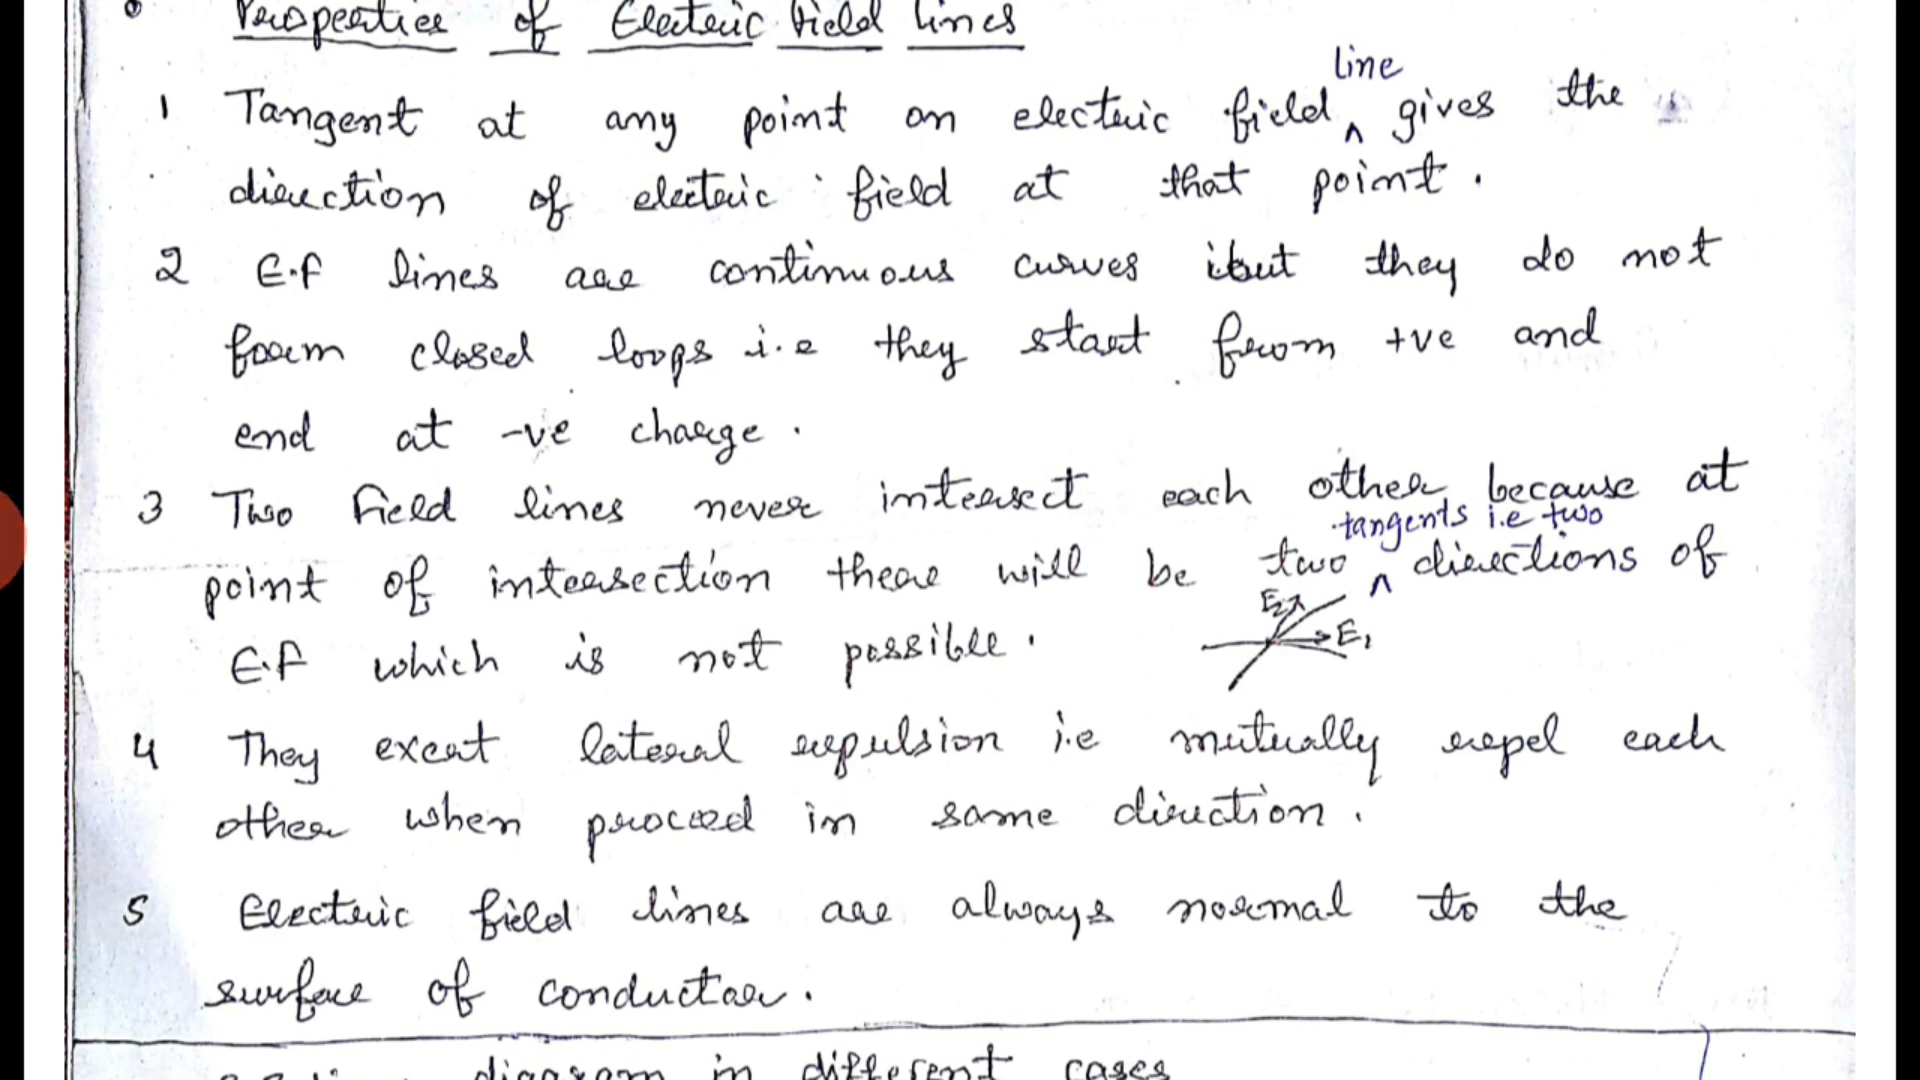 Properties of Electric field lines
1 Tangent at any point on electric field line gives the
direction of electric field at that point.
2 E.f lines are continuous curves but they do not
form closed loops i.e they start from +ve and
end at -ve charge.
3 Two field lines never intersect each other because at
point of intersection there will be two tangents i.e two directions of
E.f which is not possible.
E2
E1
4 They exert lateral repulsion i.e mutually repel each
other when proceed in same direction.
5 Electric field lines are always normal to the
surface of conductor.
diagram in different cases